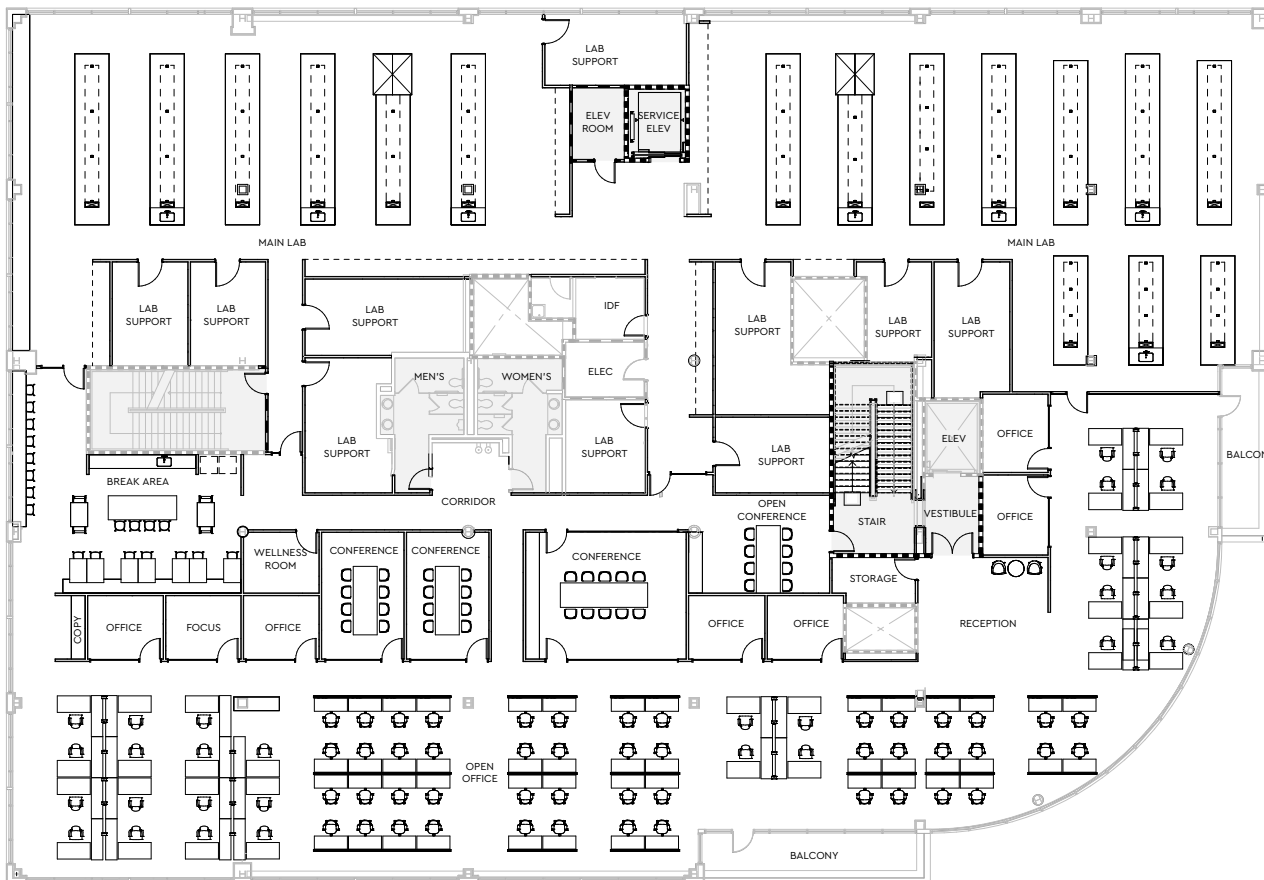 LAB
SUPPORT
ELEV
ROOM
SERVICE
ELEV
MAIN LAB
MAIN LAB
LAB
SUPPORT
LAB
SUPPORT
LAB
SUPPORT
IDF
LAB
SUPPORT
LAB
SUPPORT
LAB
SUPPORT
MEN'S
WOMEN'S
ELEC
LAB
SUPPORT
LAB
SUPPORT
LAB
SUPPORT
ELEV
OFFICE
BALCON
BREAK AREA
CORRIDOR
OPEN
CONFERENCE
STAIR
VESTIBULE
OFFICE
WELLNESS
ROOM
CONFERENCE
CONFERENCE
CONFERENCE
STORAGE
COPY
OFFICE
FOCUS
OFFICE
OFFICE
OFFICE
RECEPTION
OPEN
OFFICE
BALCONY